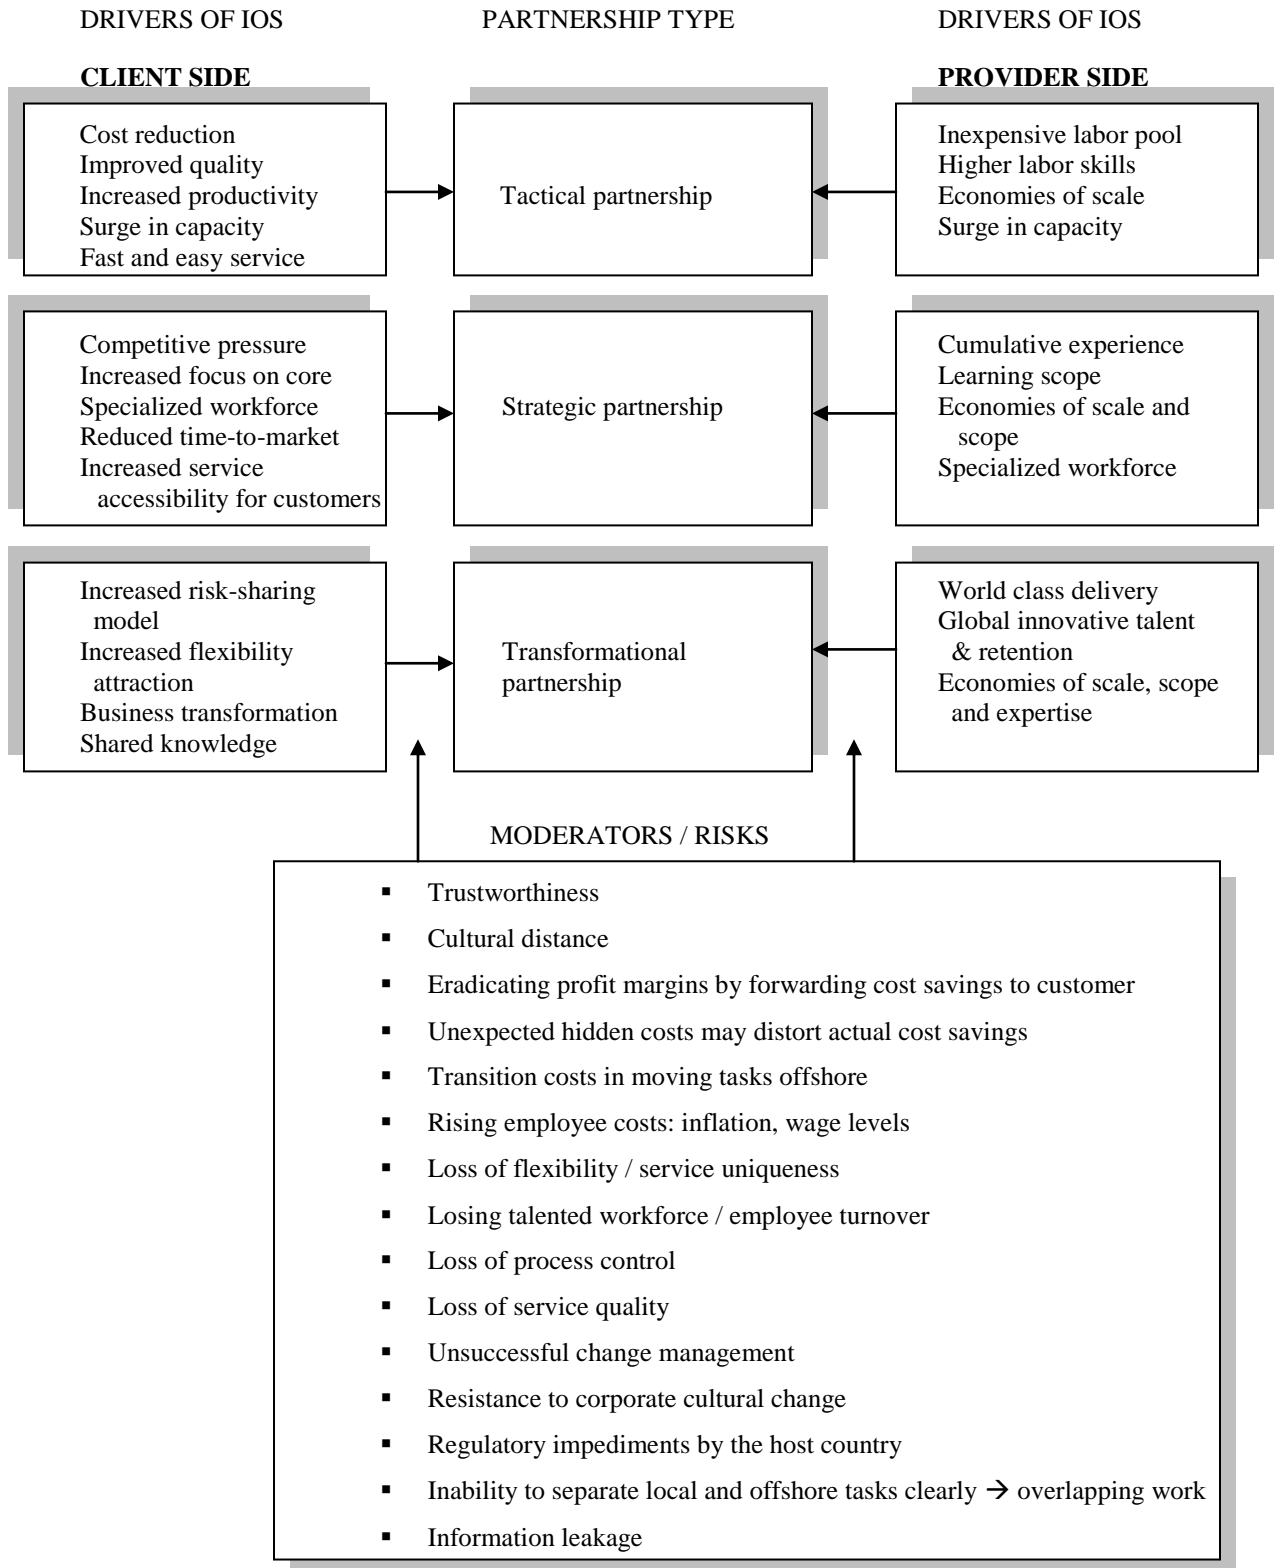 DRIVERS OF IOS
PARTNERSHIP TYPE
DRIVERS OF IOS
CLIENT SIDE
PROVIDER SIDE
Cost reduction
Improved quality
Increased productivity
Surge in capacity
Fast and easy service
Tactical partnership
Inexpensive labor pool
Higher labor skills
Economies of scale
Surge in capacity
Competitive pressure
Increased focus on core
Specialized workforce
Reduced time-to-market
Increased service
accessibility for customers
Strategic partnership
Cumulative experience
Learning scope
Economies of scale and
scope
Specialized workforce
Increased risk-sharing
model
Increased flexibility
attraction
Business transformation
Shared knowledge
Transformational
partnership
World class delivery
Global innovative talent
& retention
Economies of scale, scope
and expertise
MODERATORS / RISKS
▪ Trustworthiness
▪ Cultural distance
▪ Eradicating profit margins by forwarding cost savings to customer
▪ Unexpected hidden costs may distort actual cost savings
▪ Transition costs in moving tasks offshore
▪ Rising employee costs: inflation, wage levels
▪ Loss of flexibility / service uniqueness
▪ Losing talented workforce / employee turnover
▪ Loss of process control
▪ Loss of service quality
▪ Unsuccessful change management
▪ Resistance to corporate cultural change
▪ Regulatory impediments by the host country
▪ Inability to separate local and offshore tasks clearly → overlapping work
▪ Information leakage